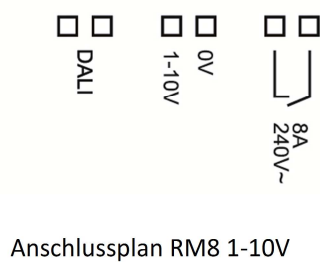 DALI
1-10V
0V
8A
240V~
Anschlussplan RM8 1-10V